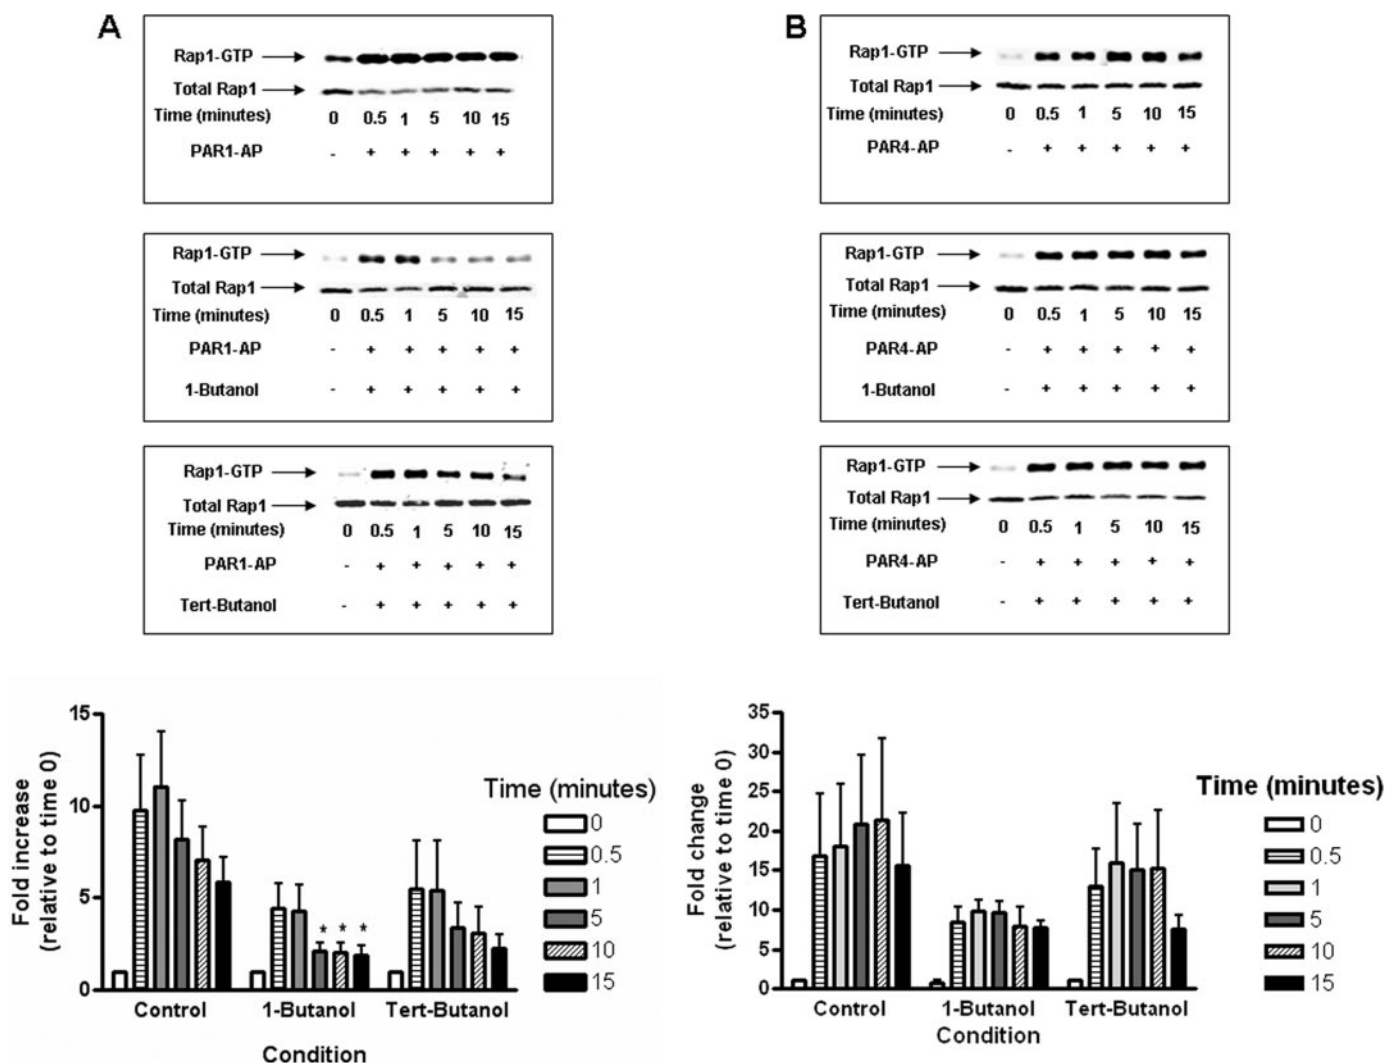 A
Rap1-GTP
Total Rap1
Time (minutes) 0 0.5 1 5 10 15
PAR1-AP - + + + + +
Rap1-GTP
Total Rap1
Time (minutes) 0 0.5 1 5 10 15
PAR1-AP - + + + + +
1-Butanol - + + + + +
Rap1-GTP
Total Rap1
Time (minutes) 0 0.5 1 5 10 15
PAR1-AP - + + + + +
Tert-Butanol - + + + + +
15
10
5
0
Fold increase
(relative to time 0)
* * *
Control 1-Butanol Tert-Butanol
Condition
Time (minutes)
0
0.5
1
5
10
15
B
Rap1-GTP
Total Rap1
Time (minutes) 0 0.5 1 5 10 15
PAR4-AP - + + + + +
Rap1-GTP
Total Rap1
Time (minutes) 0 0.5 1 5 10 15
PAR4-AP - + + + + +
1-Butanol - + + + + +
Rap1-GTP
Total Rap1
Time (minutes) 0 0.5 1 5 10 15
PAR4-AP - + + + + +
Tert-Butanol - + + + + +
35
30
25
20
15
10
5
0
Fold change
(relative to time 0)
Control 1-Butanol Tert-Butanol
Condition
Time (minutes)
0
0.5
1
5
10
15